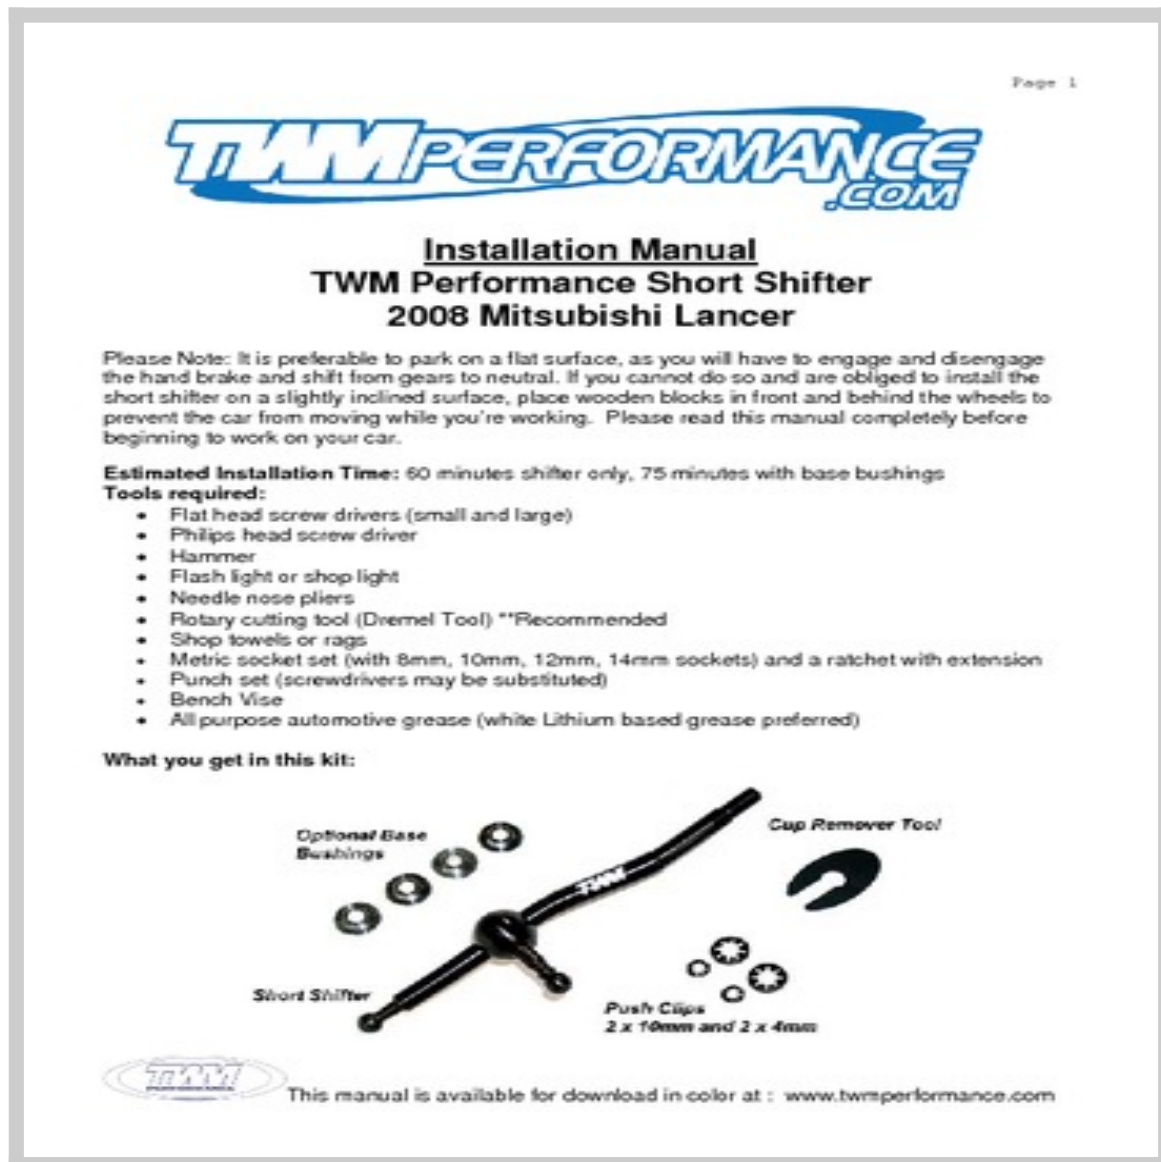 Page 1
TWMPERFORMANCE
.COM
Installation Manual
TWM Performance Short Shifter
2008 Mitsubishi Lancer
Please Note: It is preferable to park on a flat surface, as you will have to engage and disengage
the hand brake and shift from gears to neutral. If you cannot do so and are obliged to install the
short shifter on a slightly inclined surface, place wooden blocks in front and behind the wheels to
prevent the car from moving while you're working. Please read this manual completely before
beginning to work on your car.
Estimated Installation Time: 60 minutes shifter only, 75 minutes with base bushings
Tools required:
• Flat head screw drivers (small and large)
• Philips head screw driver
• Hammer
• Flash light or shop light
• Needle nose pliers
• Rotary cutting tool (Dremel Tool) **Recommended
• Shop towels or rags
• Metric socket set (with 8mm, 10mm, 12mm, 14mm sockets) and a ratchet with extension
• Punch set (screwdrivers may be substituted)
• Bench Vise
• All purpose automotive grease (white Lithium based grease preferred)
What you get in this kit:
Optional Base
Bushings
Cup Remover Tool
TWM
Short Shifter
Push Clips
2 x 10mm and 2 x 4mm
TWM
PERFORMANCE
This manual is available for download in color at : www.twmperformance.com